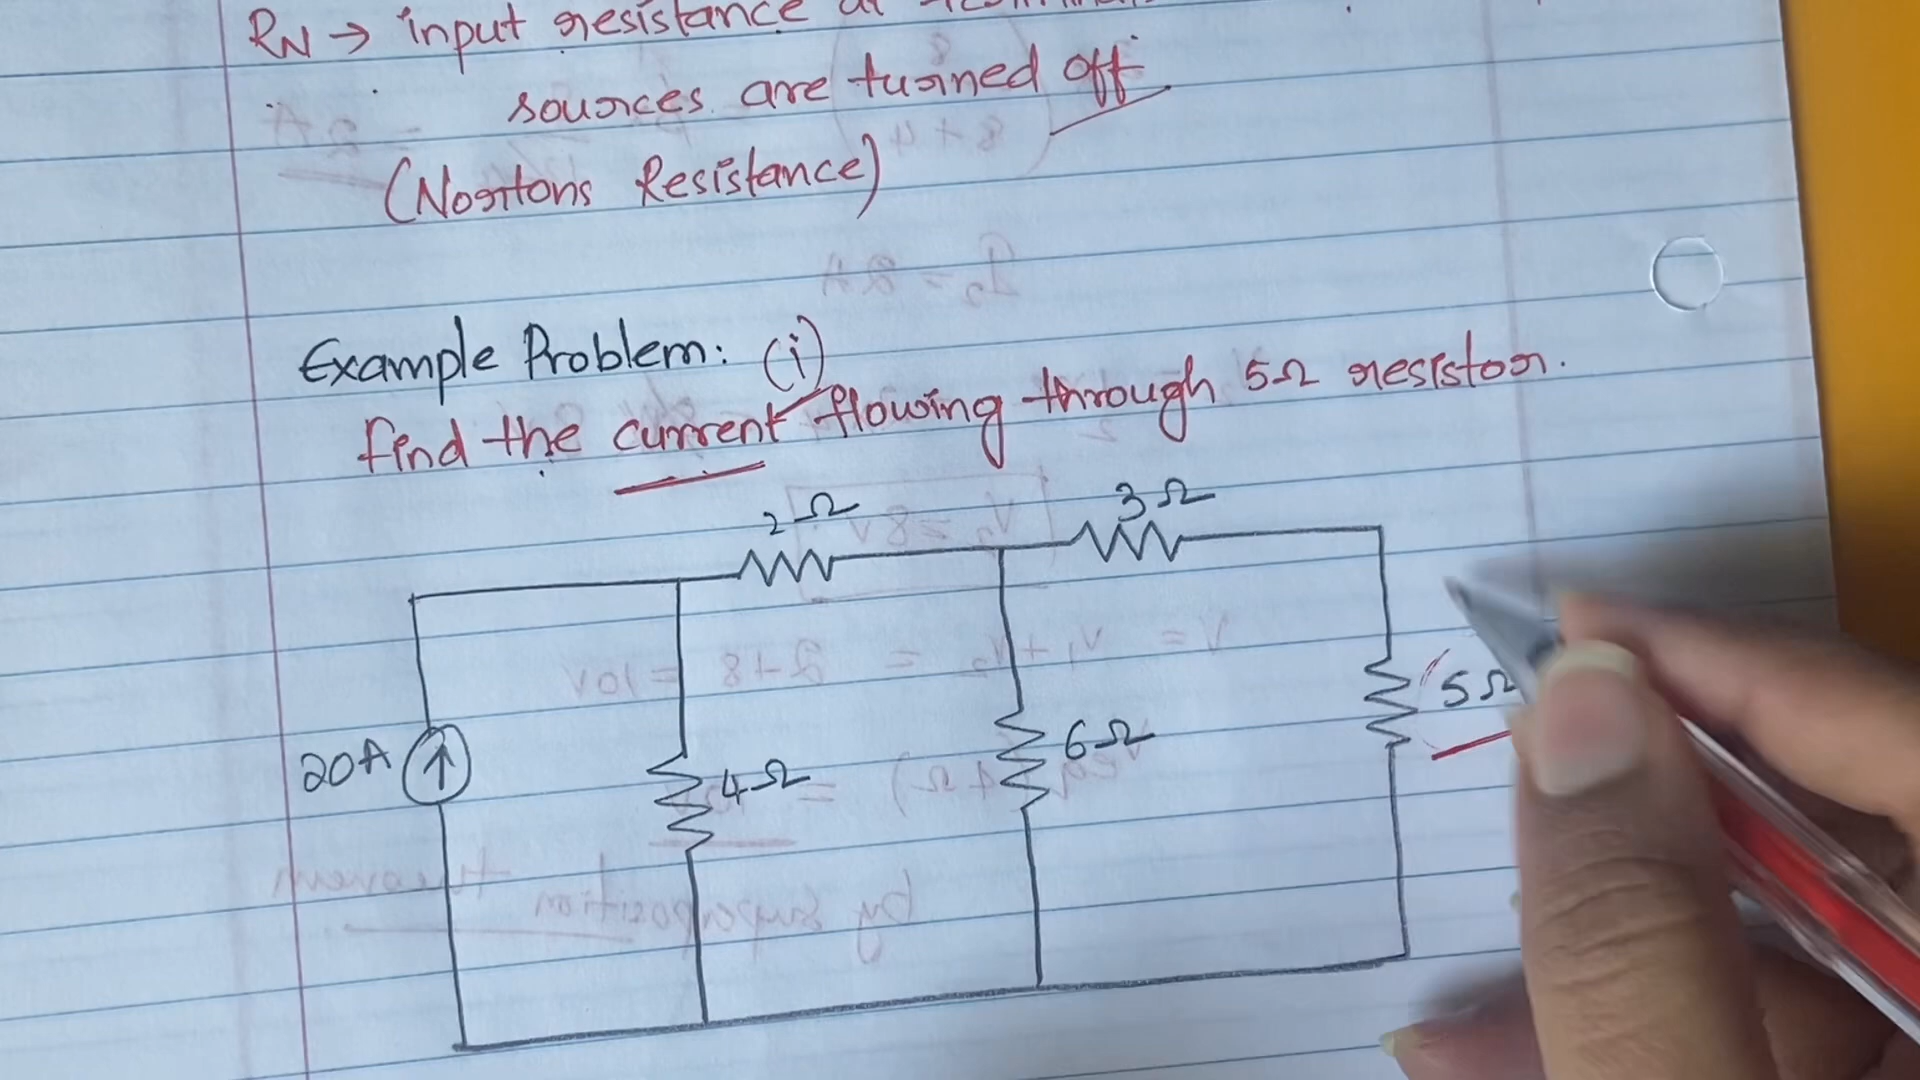 RN → input resistance at
sources are turned off
(Nortons Resistance)
Example Problem: (i)
find the current flowing through 5Ω resistor.
2Ω
3Ω
20A
4Ω
6Ω
5Ω